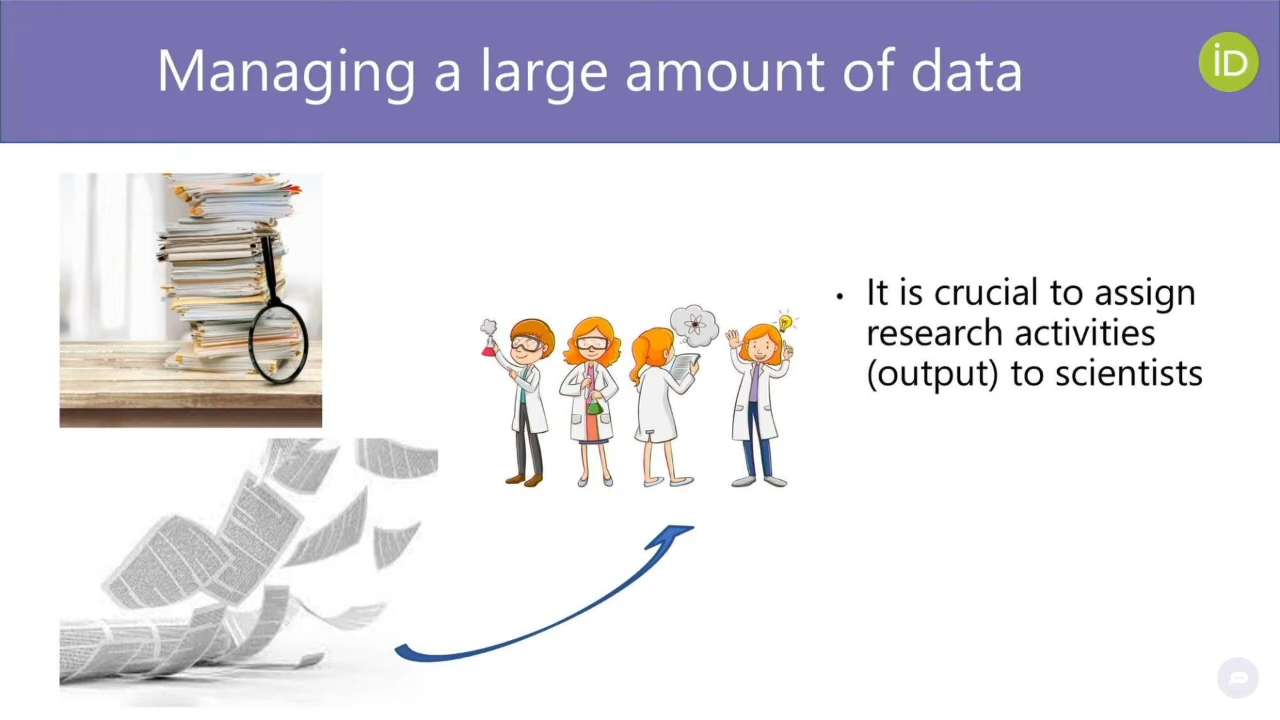 Managing a large amount of data
iD
• It is crucial to assign
research activities
(output) to scientists